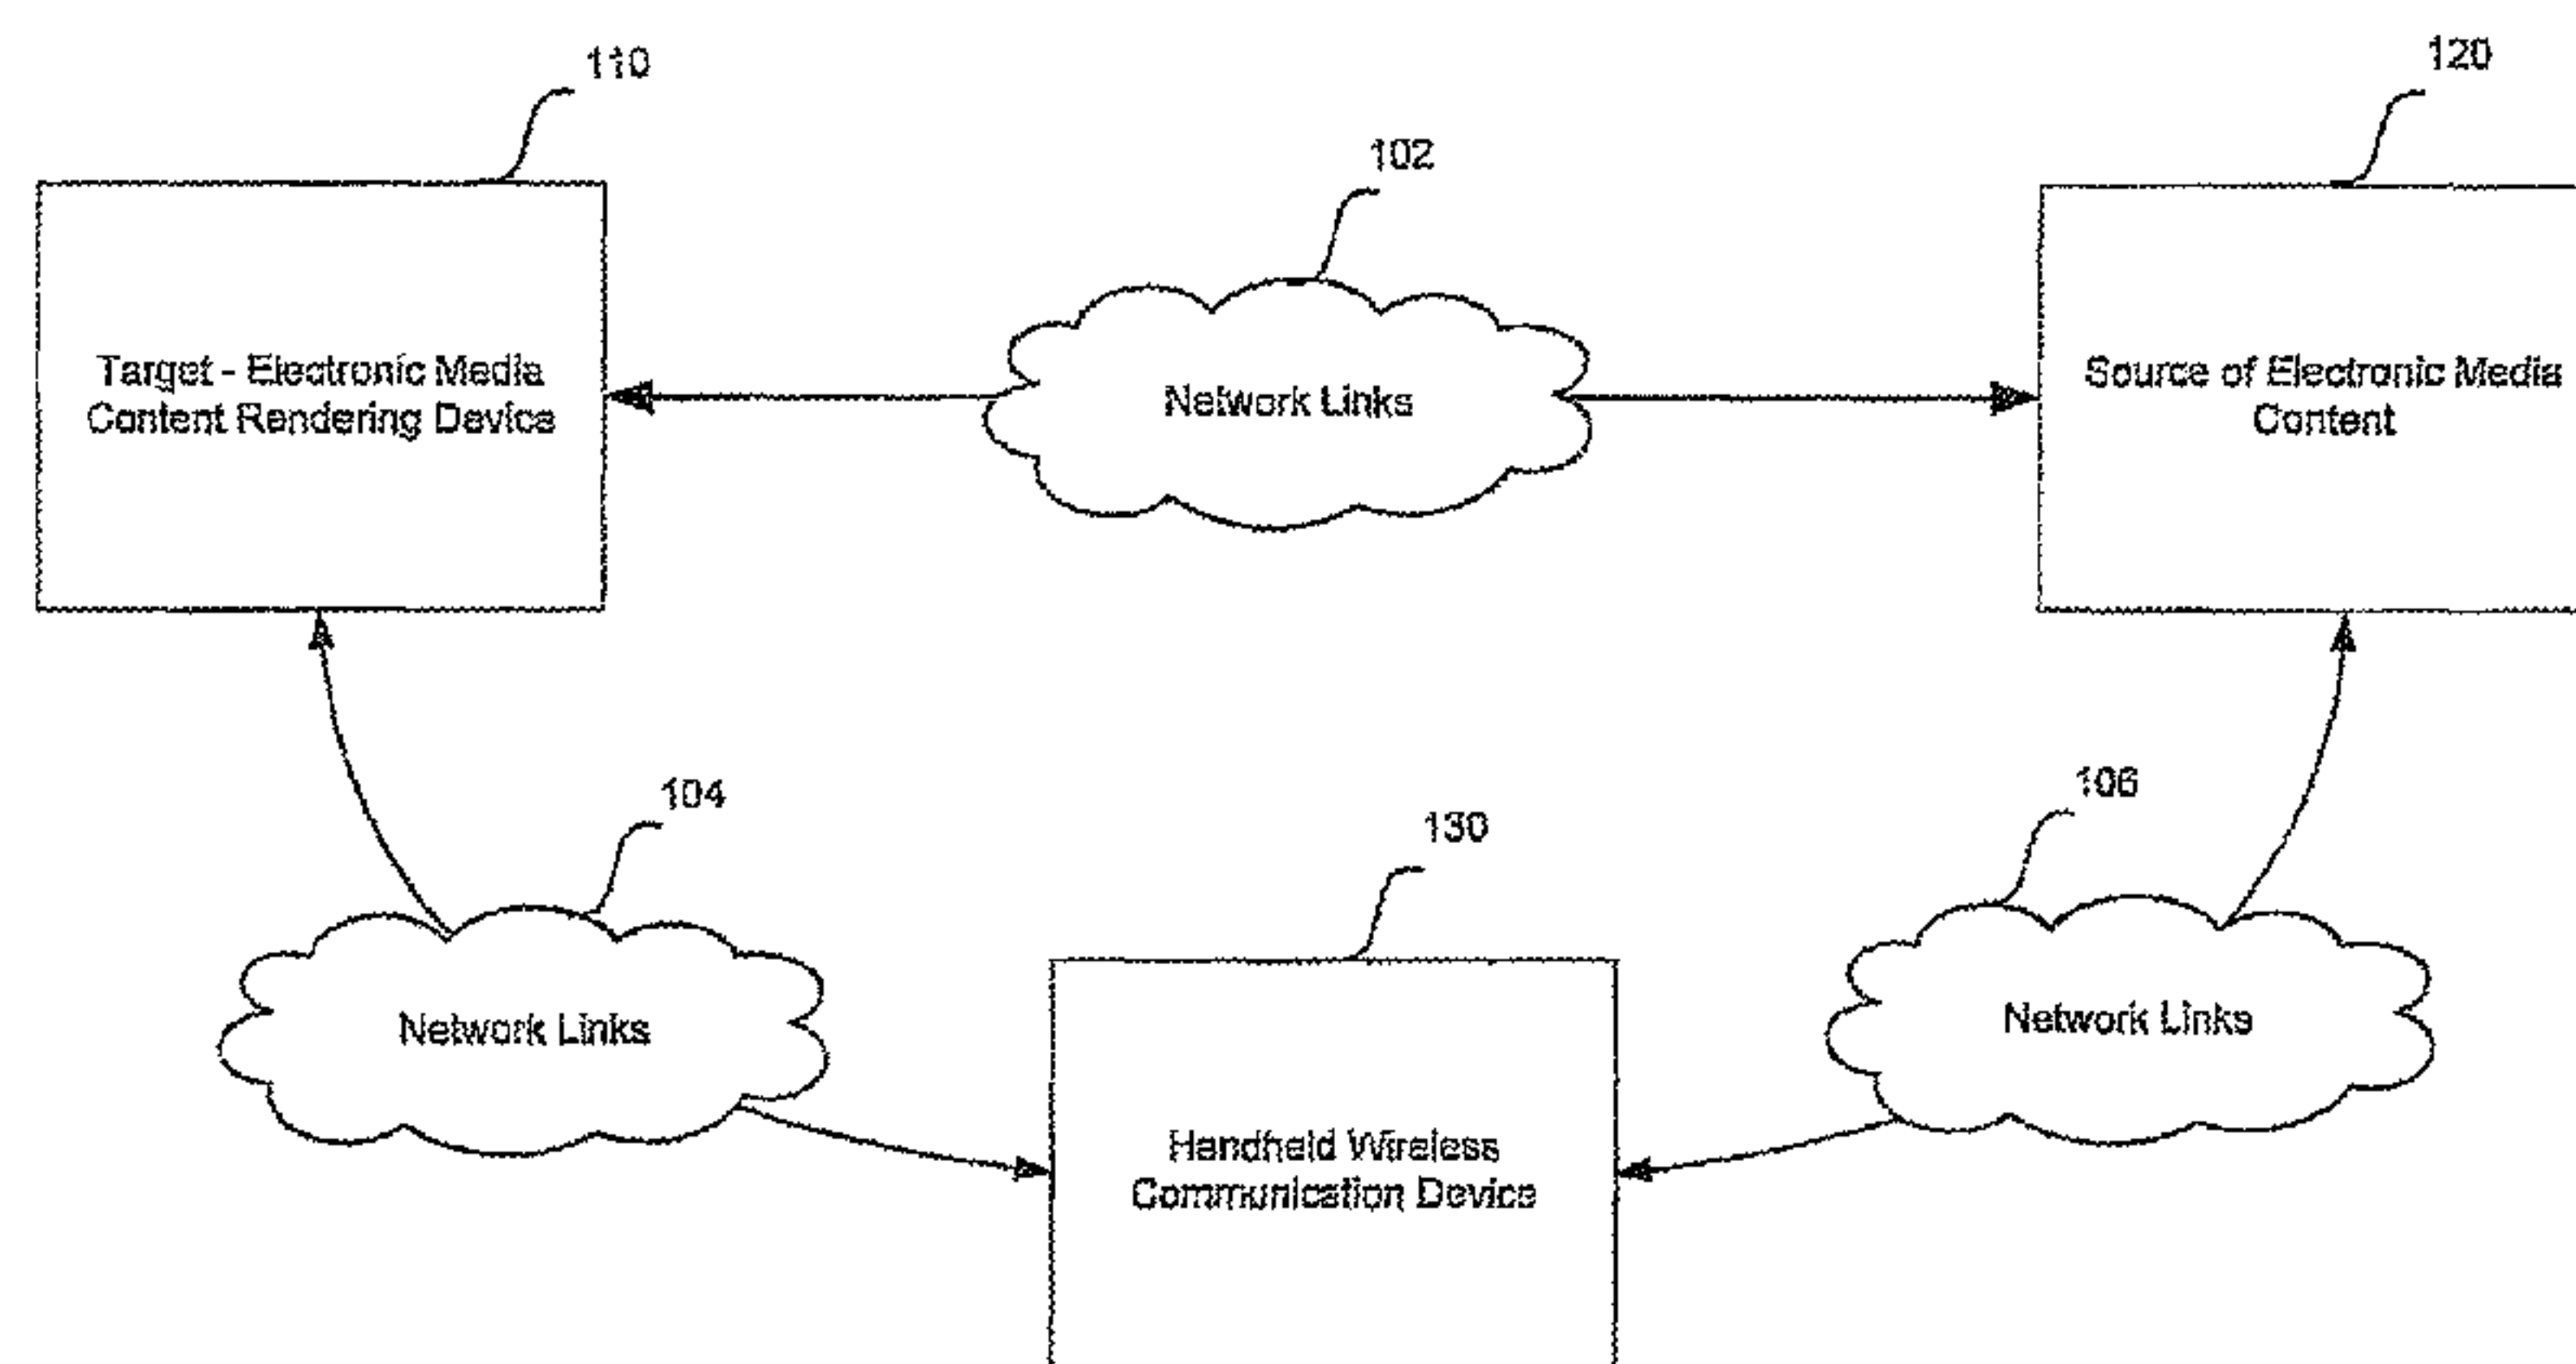 110
120
102
Target - Electronic Media
Content Rendering Device
Network Links
Source of Electronic Media
Content
104
106
130
Network Links
Network Links
Handheld Wireless
Communication Device